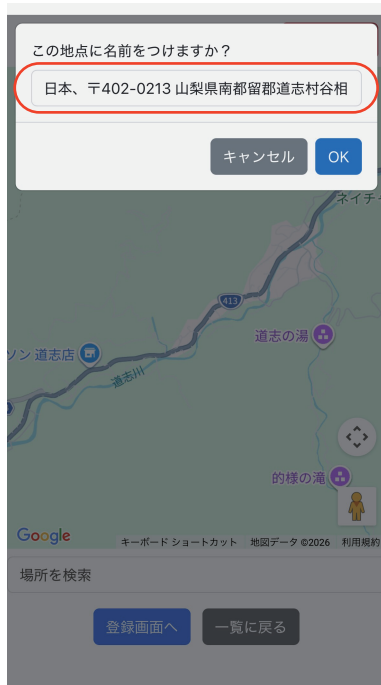 この地点に名前をつけますか？
日本、〒402-0213 山梨県南都留郡道志村谷相
キャンセル
OK
ネイチャ
413
道志の湯
ソン 道志店
道志川
的様の滝
Google
キーボード ショートカット
地図データ ©2026
利用規約
場所を検索
登録画面へ
一覧に戻る